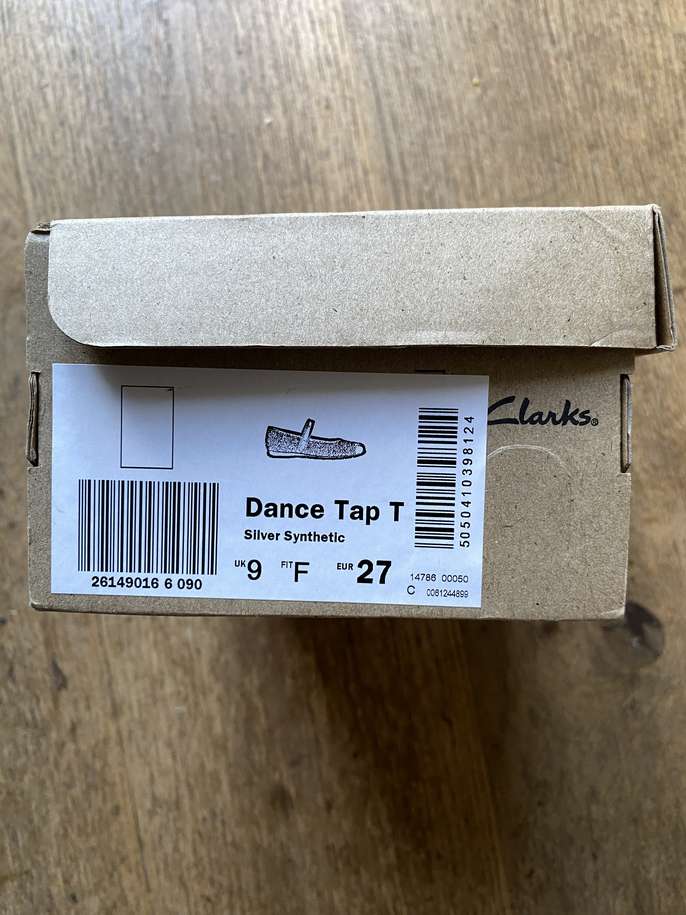 Clarks®
Dance Tap T
Silver Synthetic
UK 9 FIT F EUR 27
26149016 6 090
5050410398124
14786 00050
C 0061244899